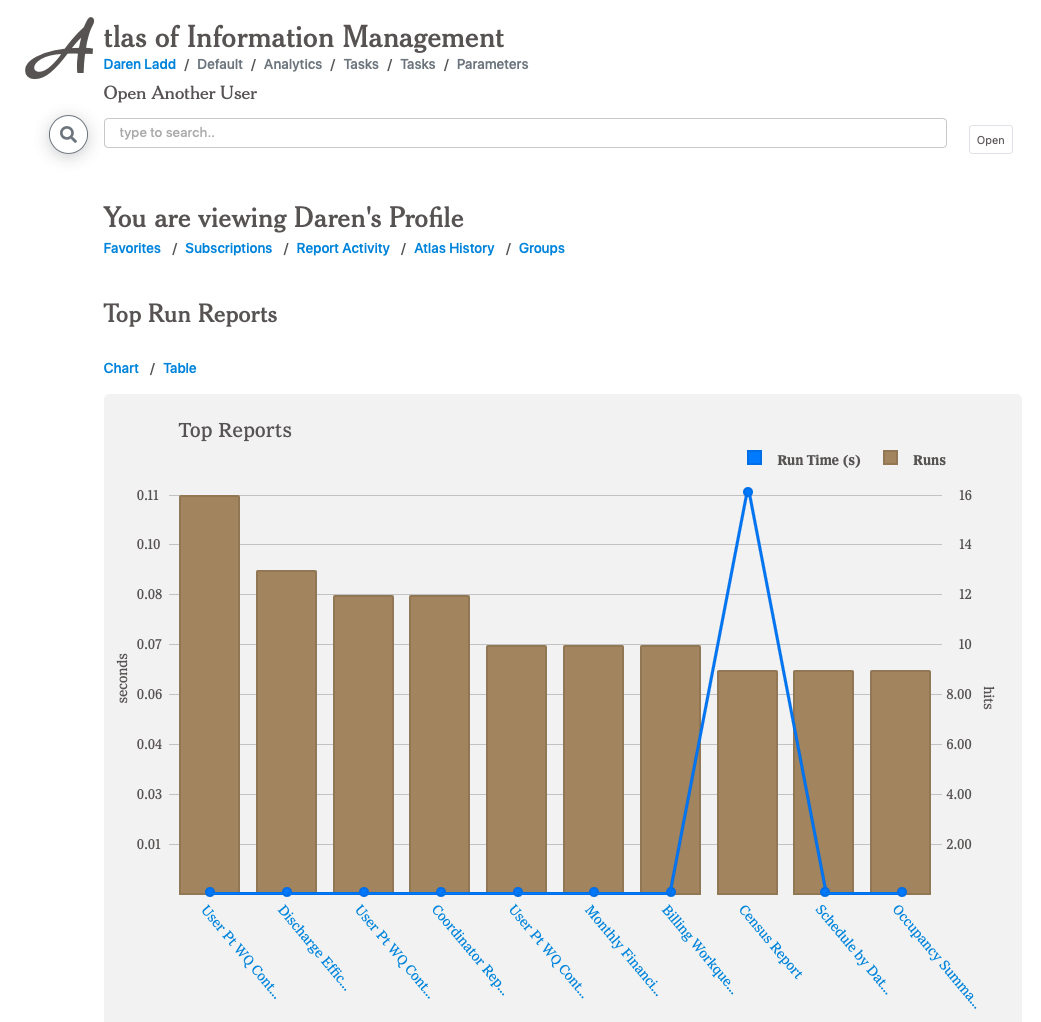 Atlas of Information Management
Daren Ladd / Default / Analytics / Tasks / Tasks / Parameters
Open Another User
type to search..
Open
You are viewing Daren's Profile
Favorites / Subscriptions / Report Activity / Atlas History / Groups
Top Run Reports
Chart / Table
Top Reports
Run Time (s) Runs
0.11 16
0.10 14
0.08 12
0.07 10
seconds
0.06 8.00
hits
0.04 6.00
0.03 4.00
0.01 2.00
User Pt WQ Cont...
Discharge Effic...
User Pt WQ Cont...
Coordinator Rep...
User Pt WQ Cont...
Monthly Financi...
Billing Workque...
Census Report
Schedule by Dat...
Occupancy Summa...